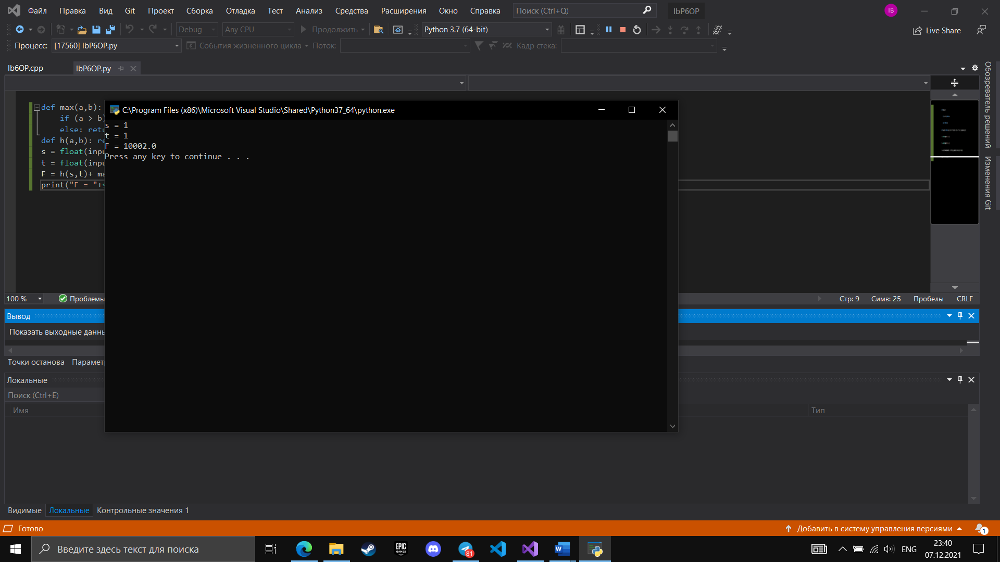 Файл Правка Вид Git Проект Сборка Отладка Тест Анализ Средства Расширения Окно Справка Поиск (Ctrl+Q) IbP6OP IB
Debug Any CPU Продолжить Python 3.7 (64-bit) Live Share
Процесс: [17560] IbP6OP.py События жизненного цикла Поток: Кадр стека:
Ib6OP.cpp IbP6OP.py
Обозреватель решений
Изменения Git
def max(a,b):
if (a > b)
else: retu
def h(a,b): re
s = float(inpu
t = float(inpu
F = h(s,t)+ ma
print("F = "+s
C:\Program Files (x86)\Microsoft Visual Studio\Shared\Python37_64\python.exe
s = 1
t = 1
F = 10002.0
Press any key to continue . . .
100 % Проблемы Стр: 9 Симв: 25 Пробелы CRLF
Вывод
Показать выходные данны
Точки останова Парамет
Локальные
Поиск (Ctrl+E)
Имя Тип
Видимые Локальные Контрольные значения 1
Готово Добавить в систему управления версиями 1
Введите здесь текст для поиска EPIC GAMES 81 ENG 23:40
07.12.2021